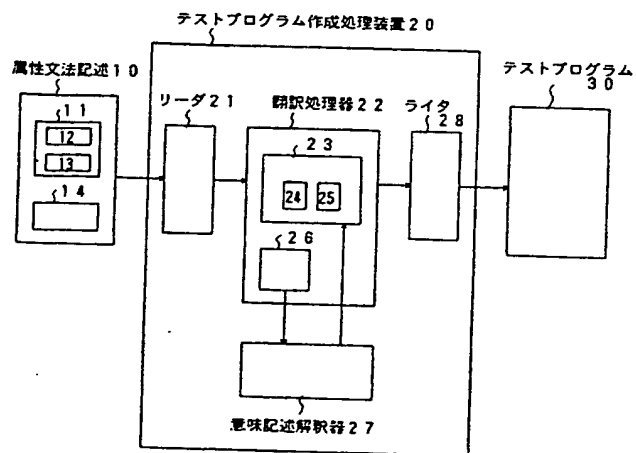 テストプログラム作成処理装置20
属性文法記述10
11
12
13
14
リーダ21
翻訳処理器22
23
24 25
26
ライタ
28
テストプログラム
30
意味記述解釈器27